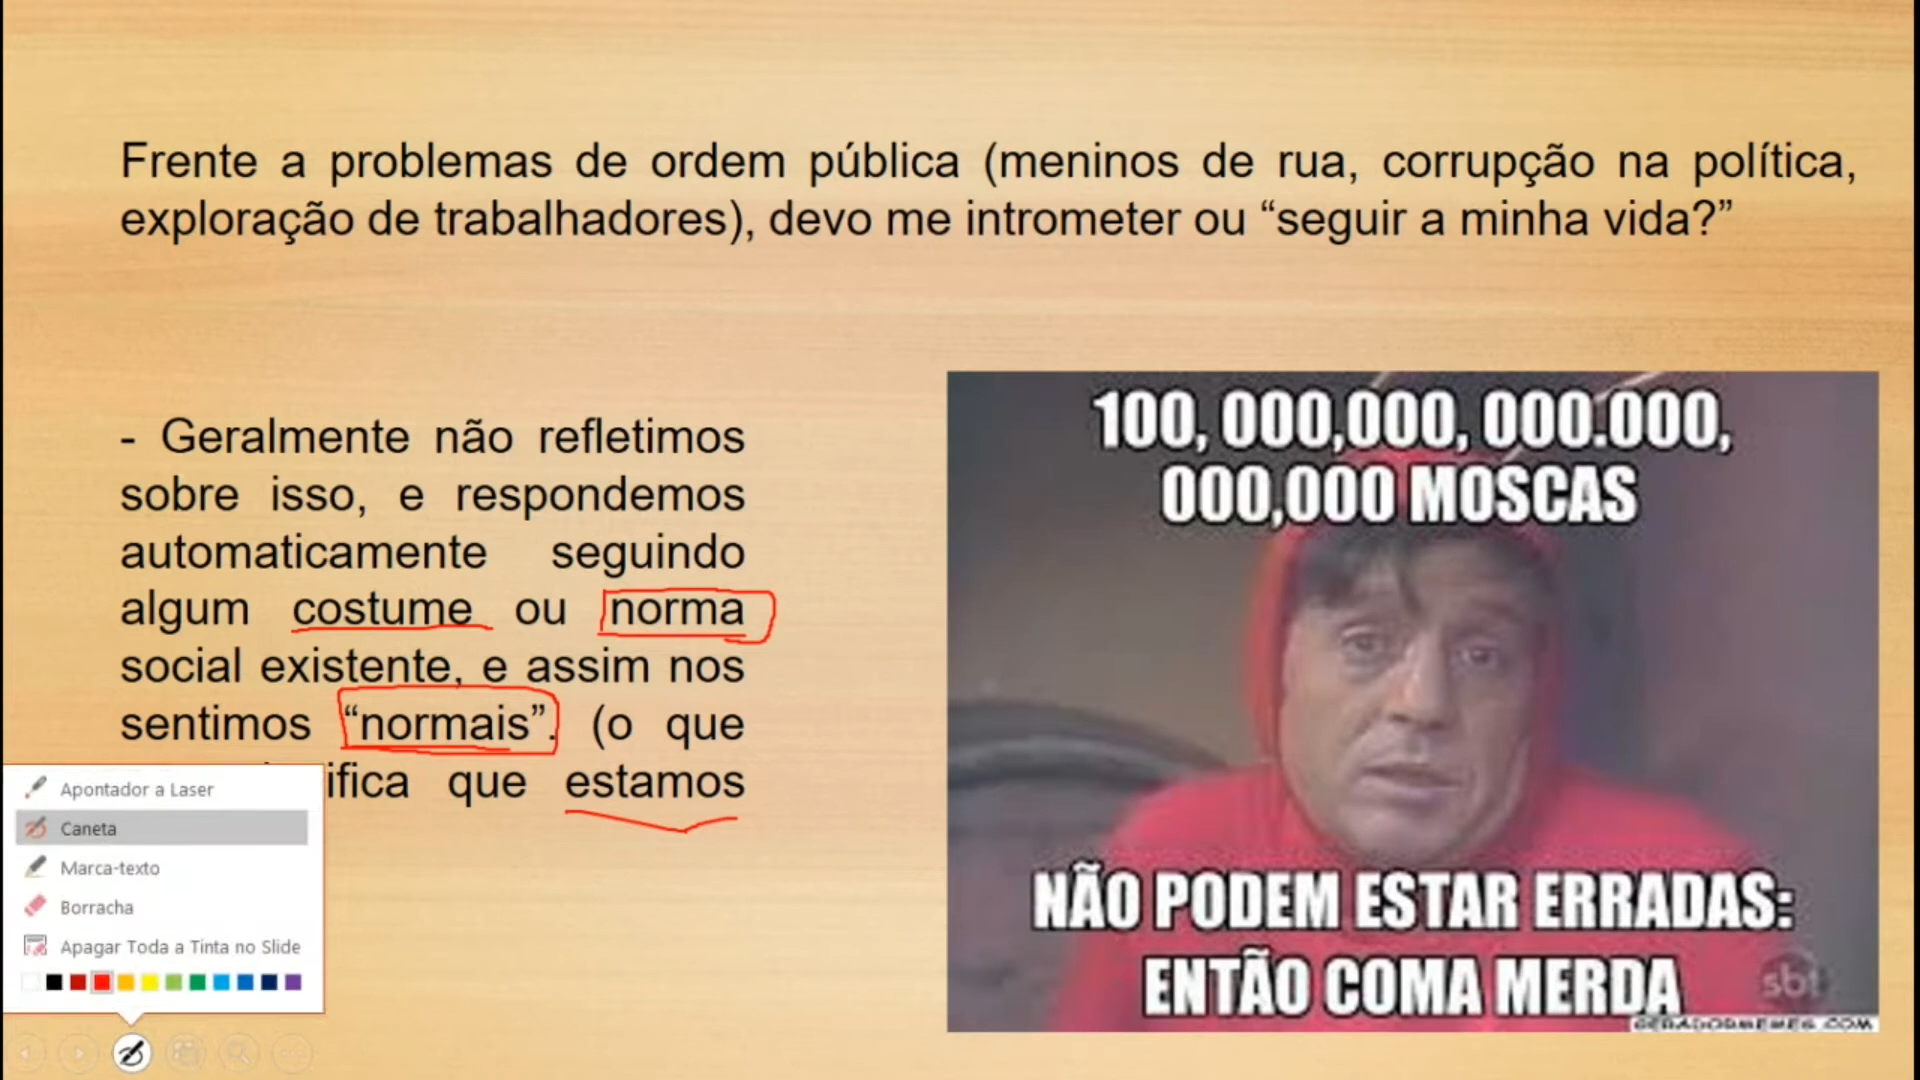 Frente a problemas de ordem pública (meninos de rua, corrupção na política,
exploração de trabalhadores), devo me intrometer ou “seguir a minha vida?”
- Geralmente não refletimos
sobre isso, e respondemos
automaticamente seguindo
algum costume ou norma
social existente, e assim nos
sentimos “normais”. (o que
ifica que estamos
100, 000,000, 000.000,
000,000 MOSCAS
NÃO PODEM ESTAR ERRADAS:
ENTÃO COMA MERDA
sbt
GERADORMEMES.COM
Apontador a Laser
Caneta
Marca-texto
Borracha
Apagar Toda a Tinta no Slide